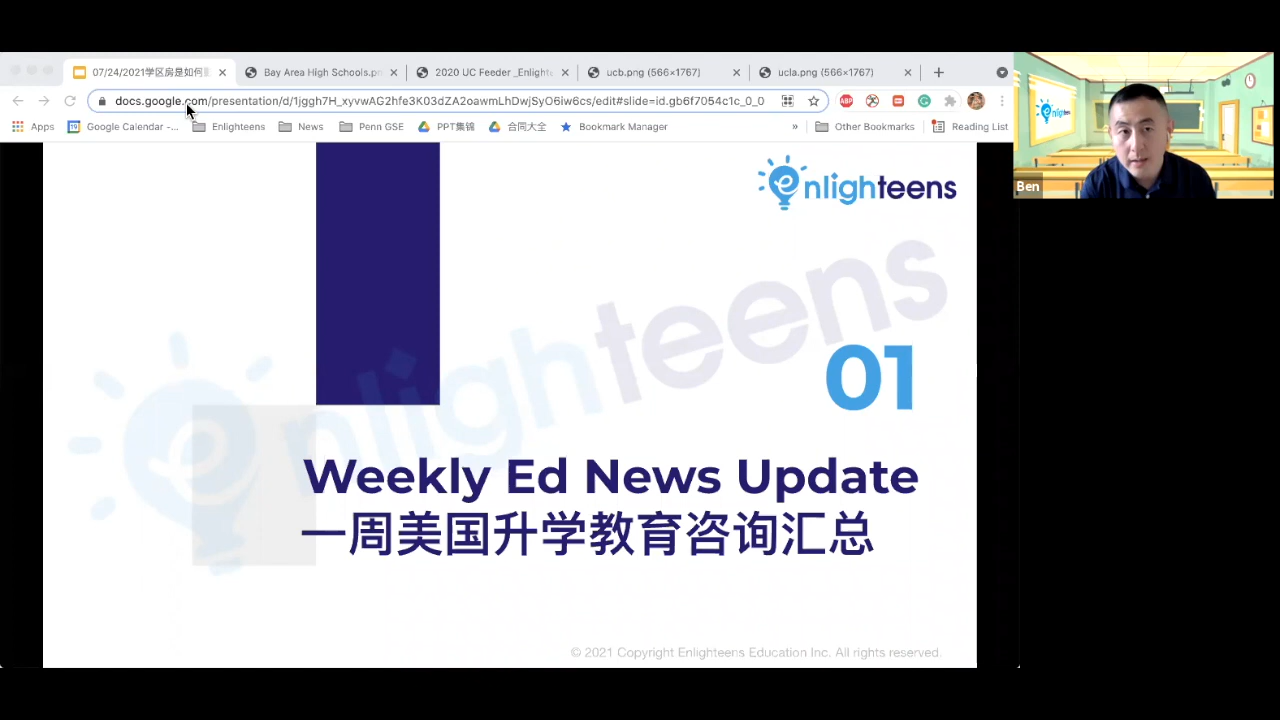 07/24/2021学区房是如何
Bay Area High Schools.pn
2020 UC Feeder _Enlighte
ucb.png (566×1767)
ucla.png (566×1767)
docs.google.com/presentation/d/1jggh7H_xyvwAG2hfe3K03dZA2oawmLhDwjSyO6iw6cs/edit#slide=id.gb6f7054c1c_0_0
ABP
Apps
Google Calendar -...
Enlighteens
News
Penn GSE
PPT集锦
合同大全
Bookmark Manager
»
Other Bookmarks
Reading List
Ben
enlighteens
enlighteens
01
Weekly Ed News Update
一周美国升学教育咨询汇总
© 2021 Copyright Enlighteens Education Inc. All rights reserved.